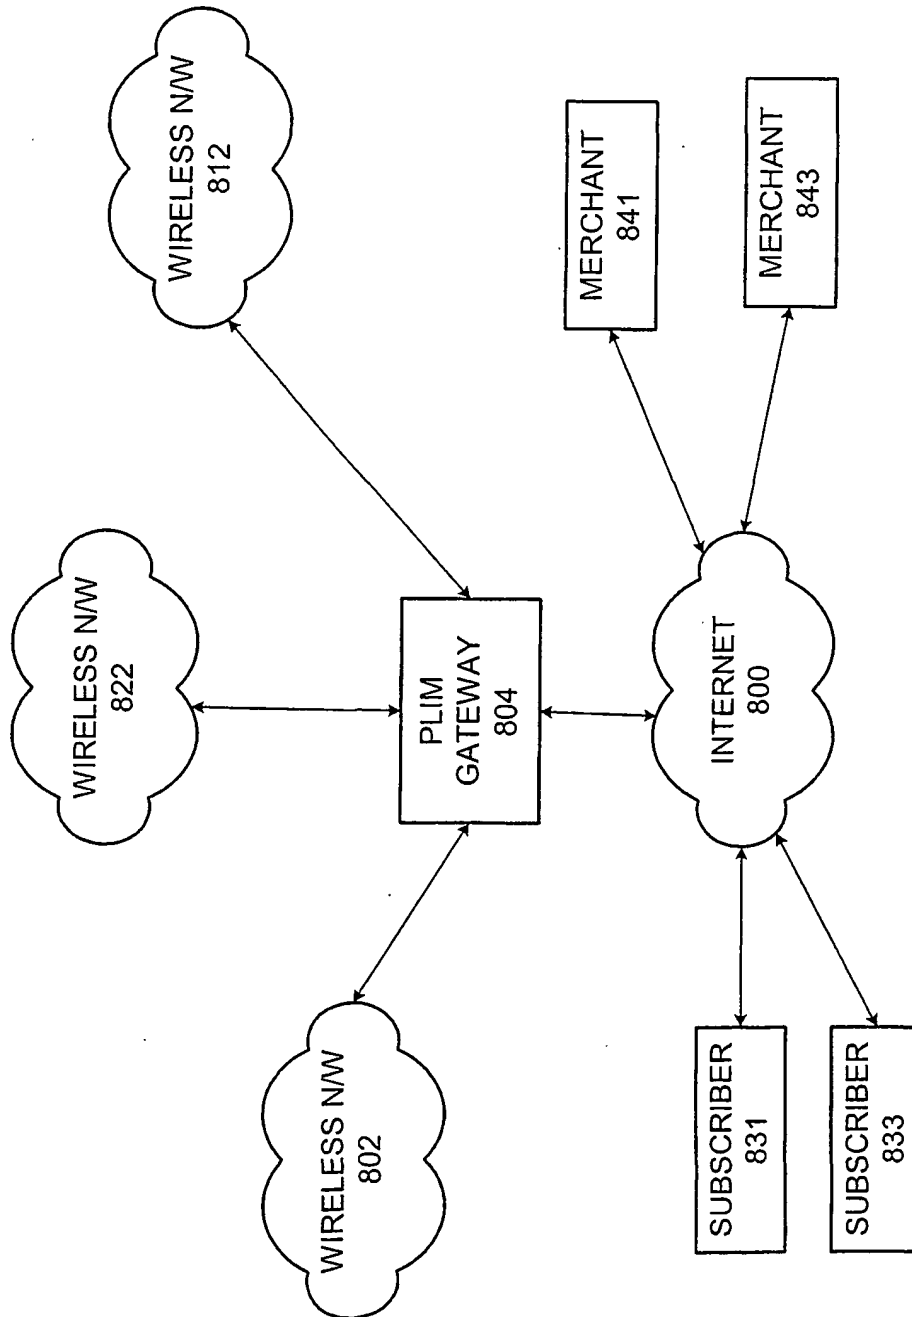 WIRELESS N/W
822
WIRELESS N/W
802
WIRELESS N/W
812
PLIM
GATEWAY
804
INTERNET
800
SUBSCRIBER
831
SUBSCRIBER
833
MERCHANT
841
MERCHANT
843